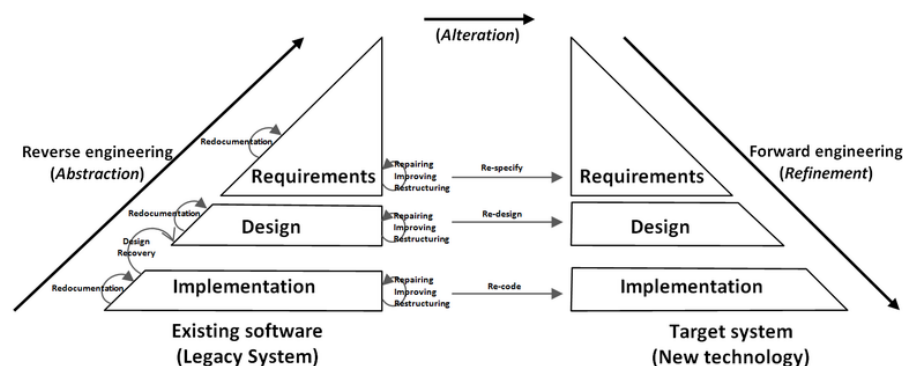 (Alteration)
Reverse engineering
(Abstraction)
Forward engineering
(Refinement)
Redocumentation
Requirements
Repairing
Improving
Restructuring
Re-specify
Requirements
Redocumentation
Design
Repairing
Improving
Restructuring
Re-design
Design
Design
Recovery
Redocumentation
Implementation
Repairing
Improving
Restructuring
Re-code
Implementation
Existing software
(Legacy System)
Target system
(New technology)